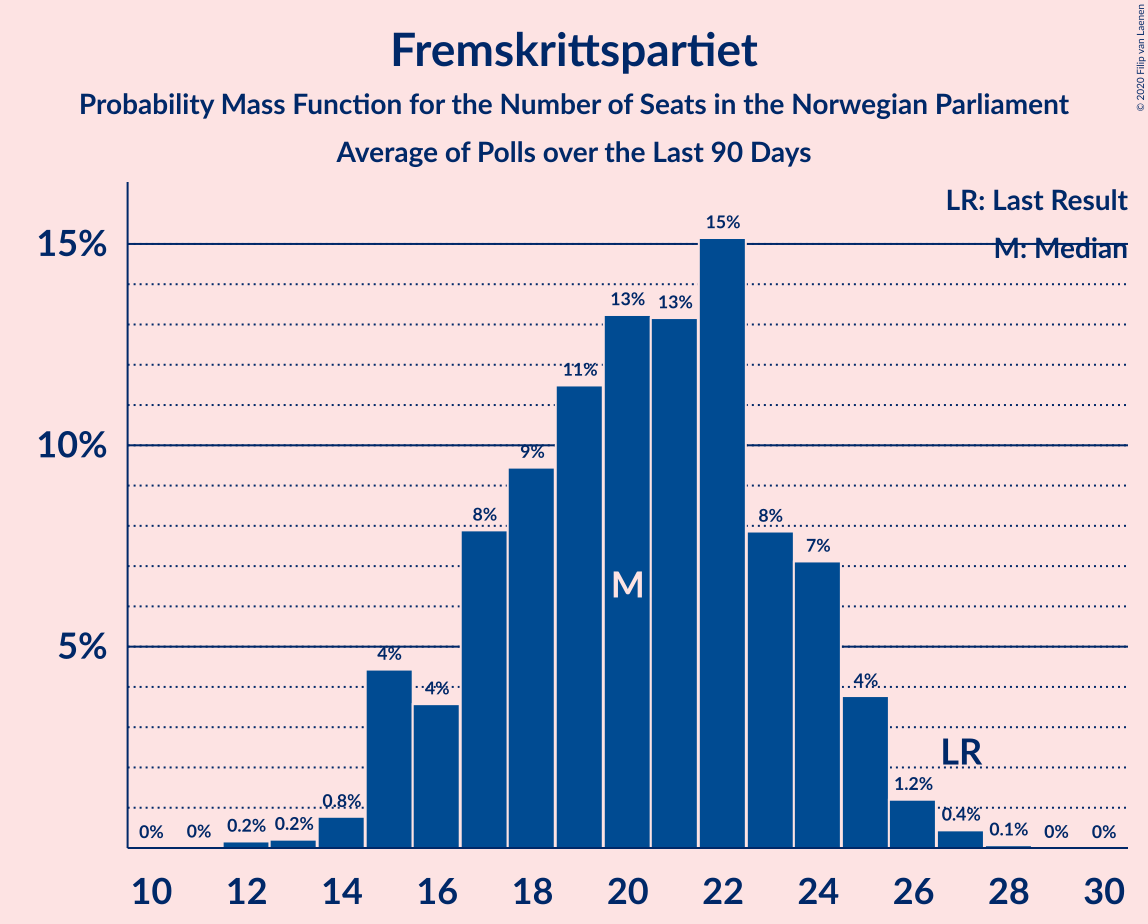 Fremskrittspartiet
Probability Mass Function for the Number of Seats in the Norwegian Parliament
Average of Polls over the Last 90 Days
© 2020 Filip van Laenen
LR: Last Result
M: Median
15%
10%
5%
0%
0%
0.2%
0.2%
0.8%
4%
4%
8%
9%
11%
13%
13%
15%
8%
7%
4%
1.2%
0.4%
0.1%
0%
0%
M
LR
10 12 14 16 18 20 22 24 26 28 30